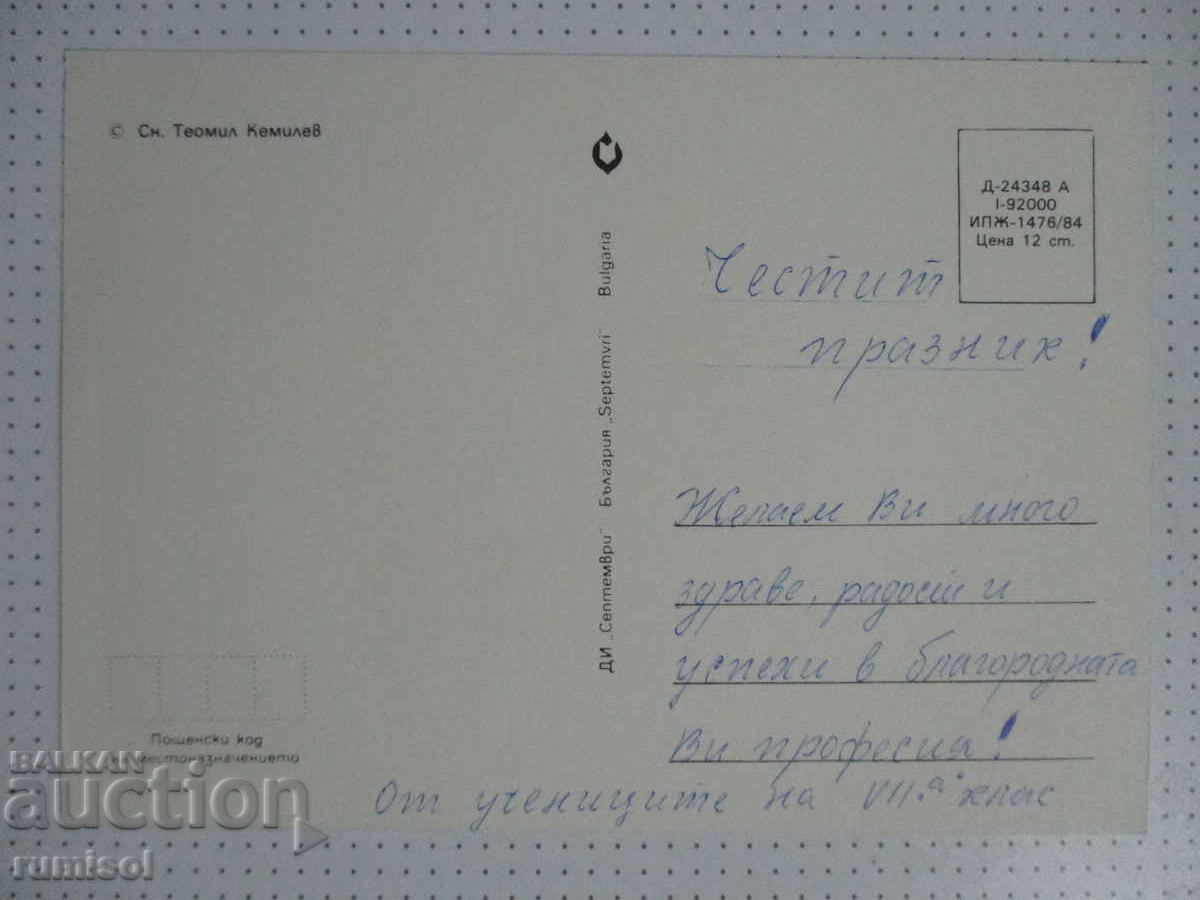 © Сн. Теомил Кемилев
Д-24348 А
I-92000
ИПЖ-1476/84
Цена 12 ст.
ДИ „Септември" България „Septemvri" Bulgaria
Честит
празник!
Желаем Ви много
здраве, радост и
успехи в благородната
Ви професия!
От учениците на VII.а клас
Пощенски код
местоназначението
BALKAN
auction
rumisol